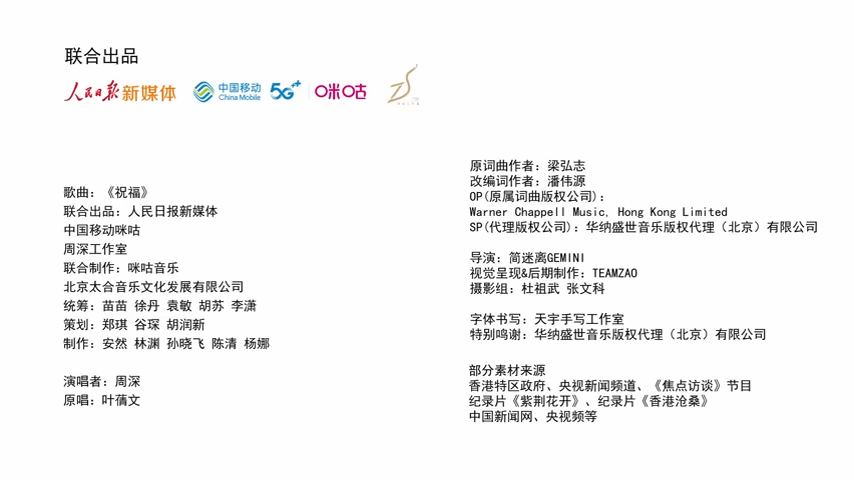 联合出品
人民日报新媒体 中国移动 China Mobile 5G+ 咪咕
歌曲：《祝福》
联合出品：人民日报新媒体
中国移动咪咕
周深工作室
联合制作：咪咕音乐
北京太合音乐文化发展有限公司
统筹：苗苗 徐丹 袁敏 胡苏 李潇
策划：郑琪 谷琛 胡润新
制作：安然 林渊 孙晓飞 陈清 杨娜
演唱者：周深
原唱：叶蒨文
原词曲作者：梁弘志
改编词作者：潘伟源
OP(原属词曲版权公司)：
Warner Chappell Music, Hong Kong Limited
SP(代理版权公司)：华纳盛世音乐版权代理（北京）有限公司
导演：简迷离GEMINI
视觉呈现&后期制作：TEAMZAO
摄影组：杜祖武 张文科
字体书写：天宇手写工作室
特别鸣谢：华纳盛世音乐版权代理（北京）有限公司
部分素材来源
香港特区政府、央视新闻频道、《焦点访谈》节目
纪录片《紫荆花开》、纪录片《香港沧桑》
中国新闻网、央视频等